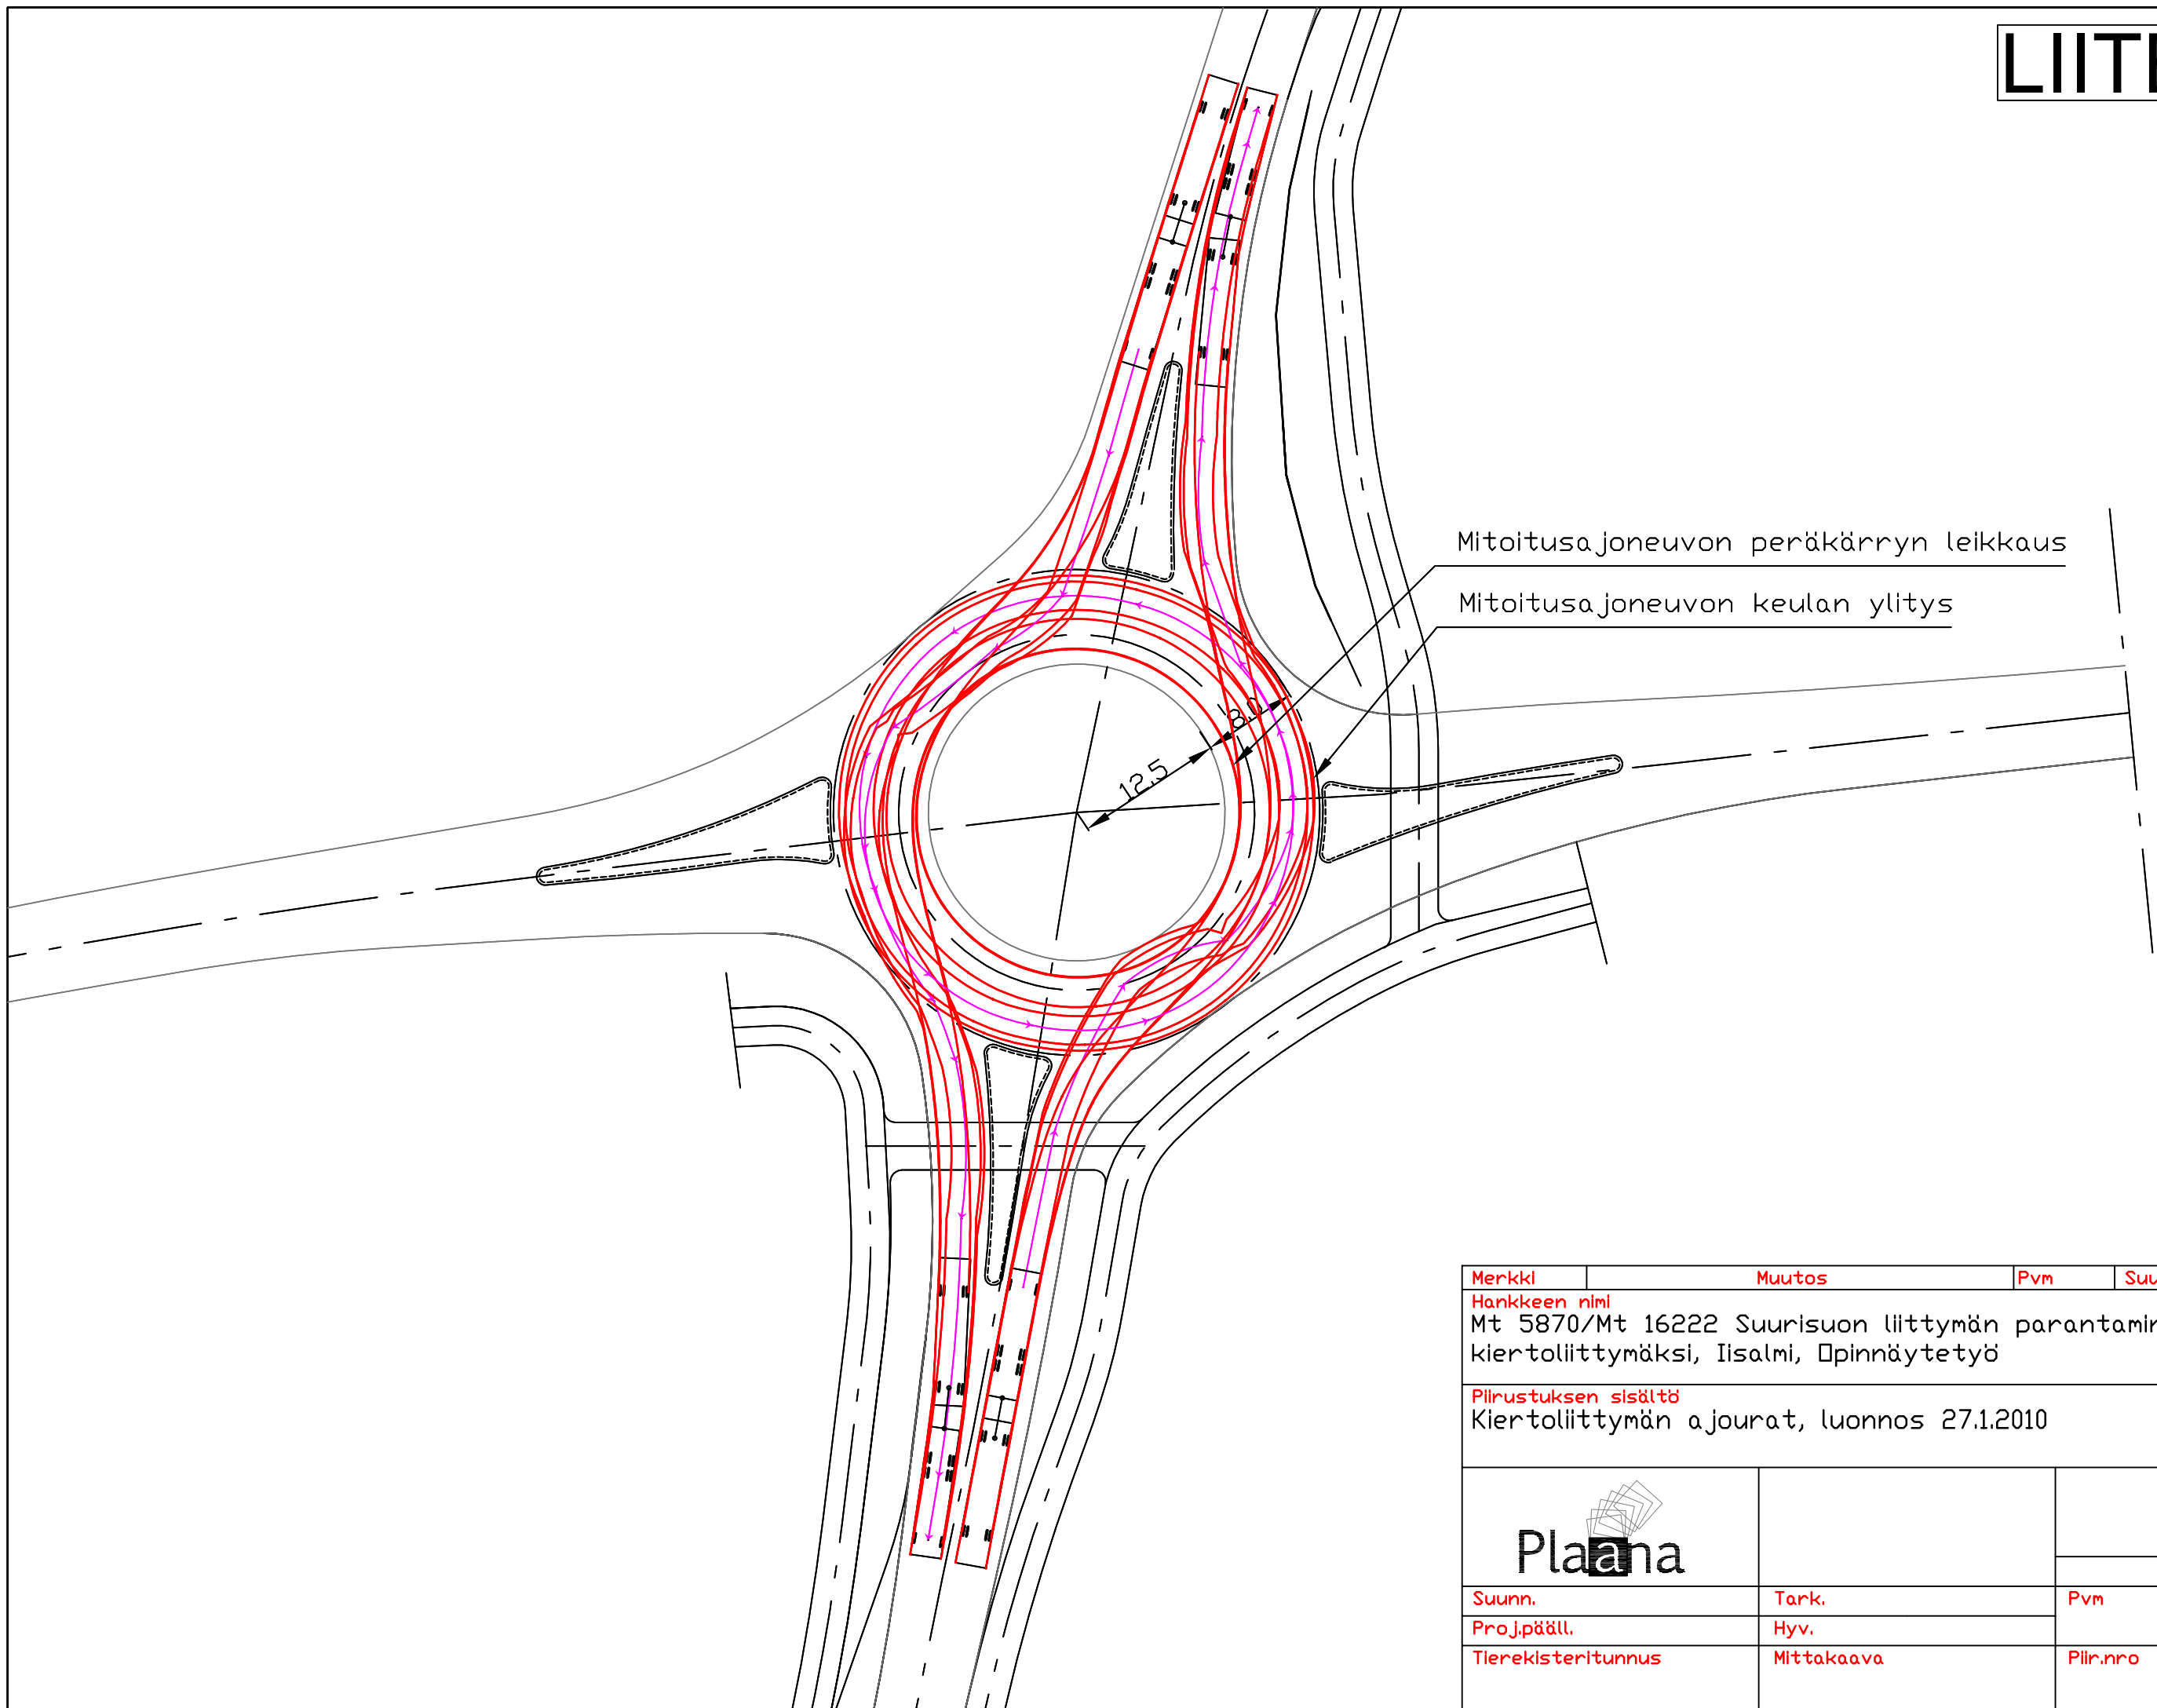 Mitoitusajoneuvon peräkärryn leikkaus
Mitoitusajoneuvon keulan ylitys
8.0
12.5
Merkki Muutos Pvm
Hankkeen nimi
Mt 5870/Mt 16222 Suurisuon liittymän
kiertoliittymäksi, Iisalmi, Opinnäytetyö
Piirustuksen sisältö
Kiertoliittymän ajourat, luonnos 27.1.2010
Plaana
Suunn. Tark. Pvm
Proj.pääll. Hyv.
Tierekisteritunnus Mittakaava Piir.nro